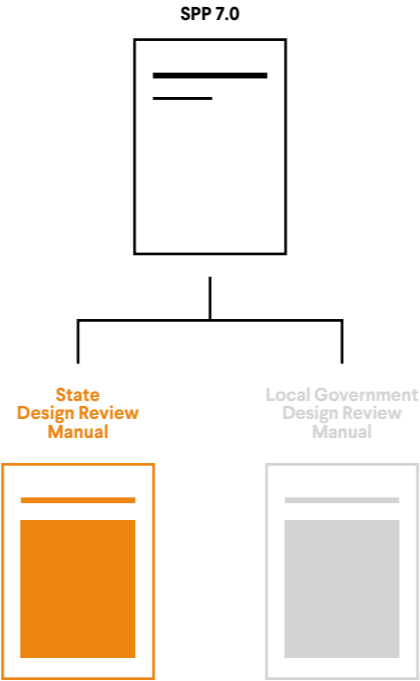 SPP 7.0
State
Design Review
Manual
Local Government
Design Review
Manual